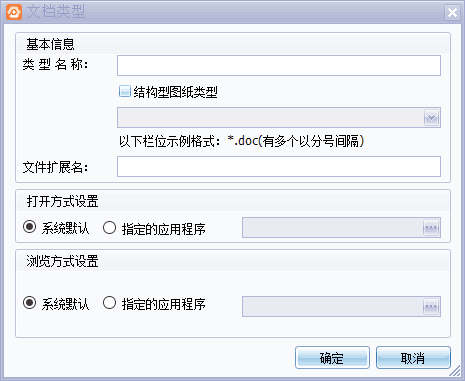 文档类型
基本信息
类 型 名 称：
结构型图纸类型
以下栏位示例格式：*.doc(有多个以分号间隔)
文件扩展名：
打开方式设置
系统默认 指定的应用程序
浏览方式设置
系统默认 指定的应用程序
确定 取消